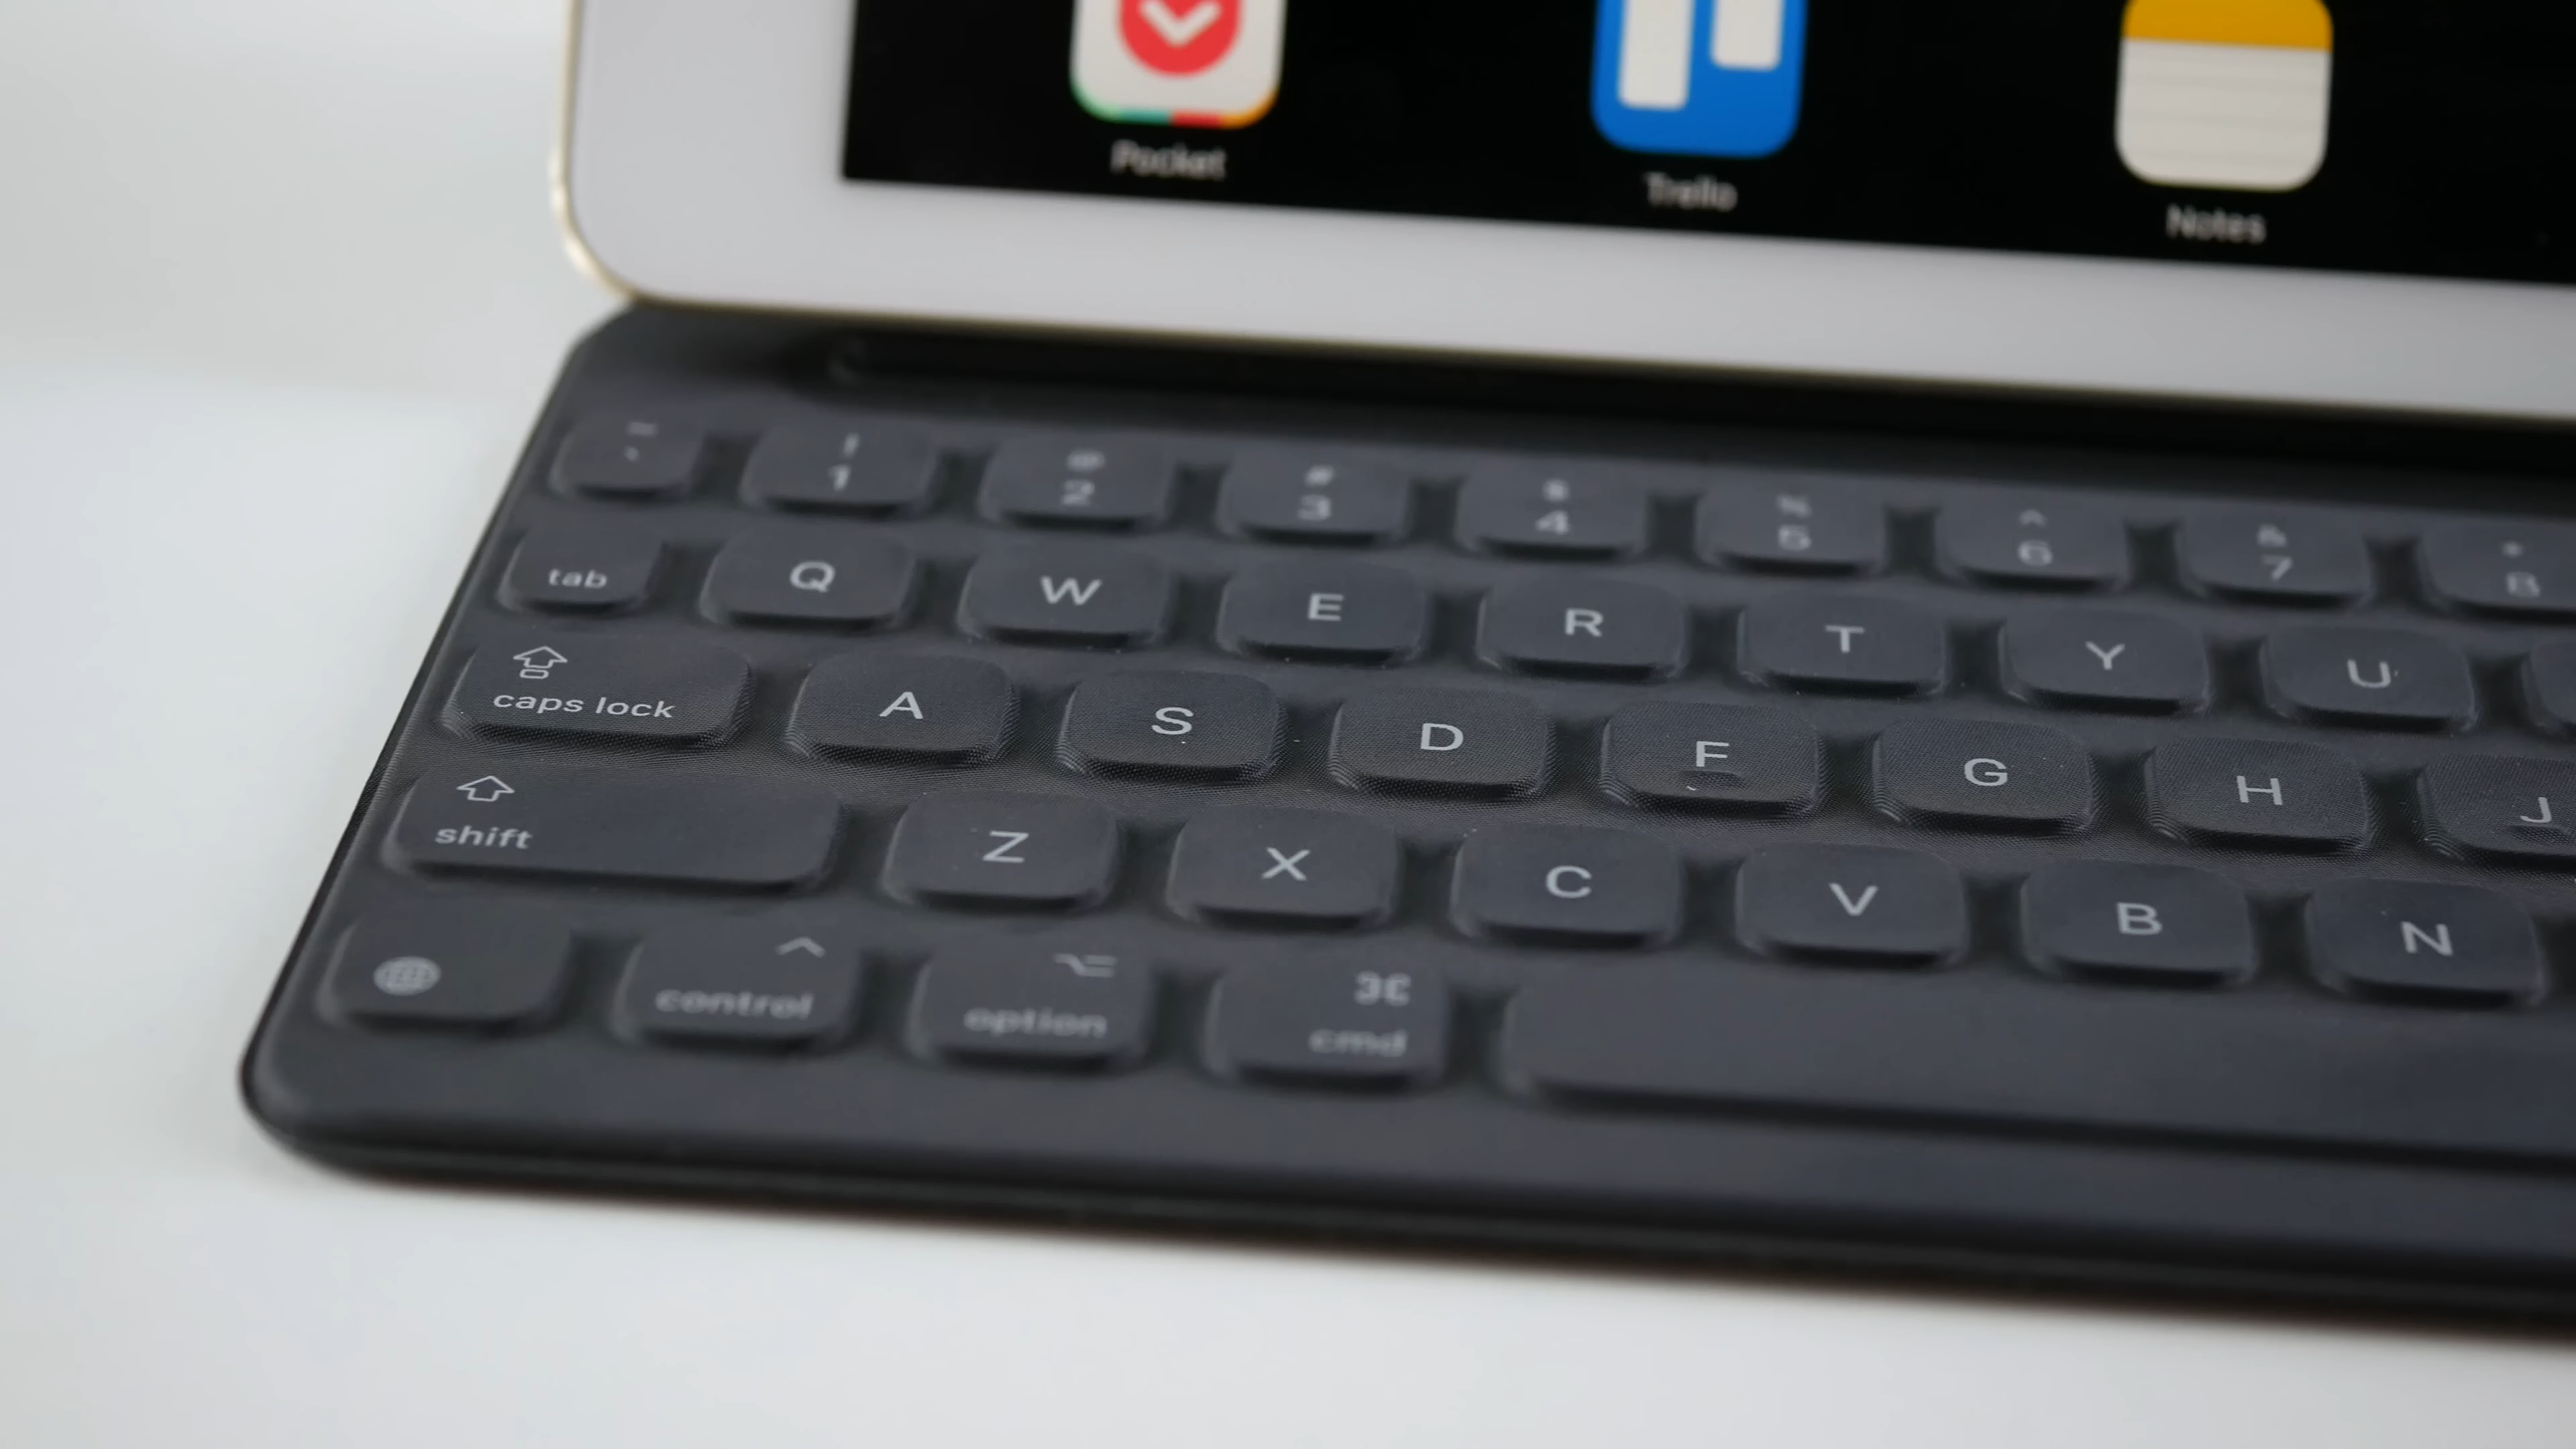 Pocket Trello Notes
~ ! @ # $ % ^ & *
` 1 2 3 4 5 6 7 8
tab Q W E R T Y U
caps lock A S D F G H J
shift Z X C V B N
^ ⌥ ⌘
control option cmd